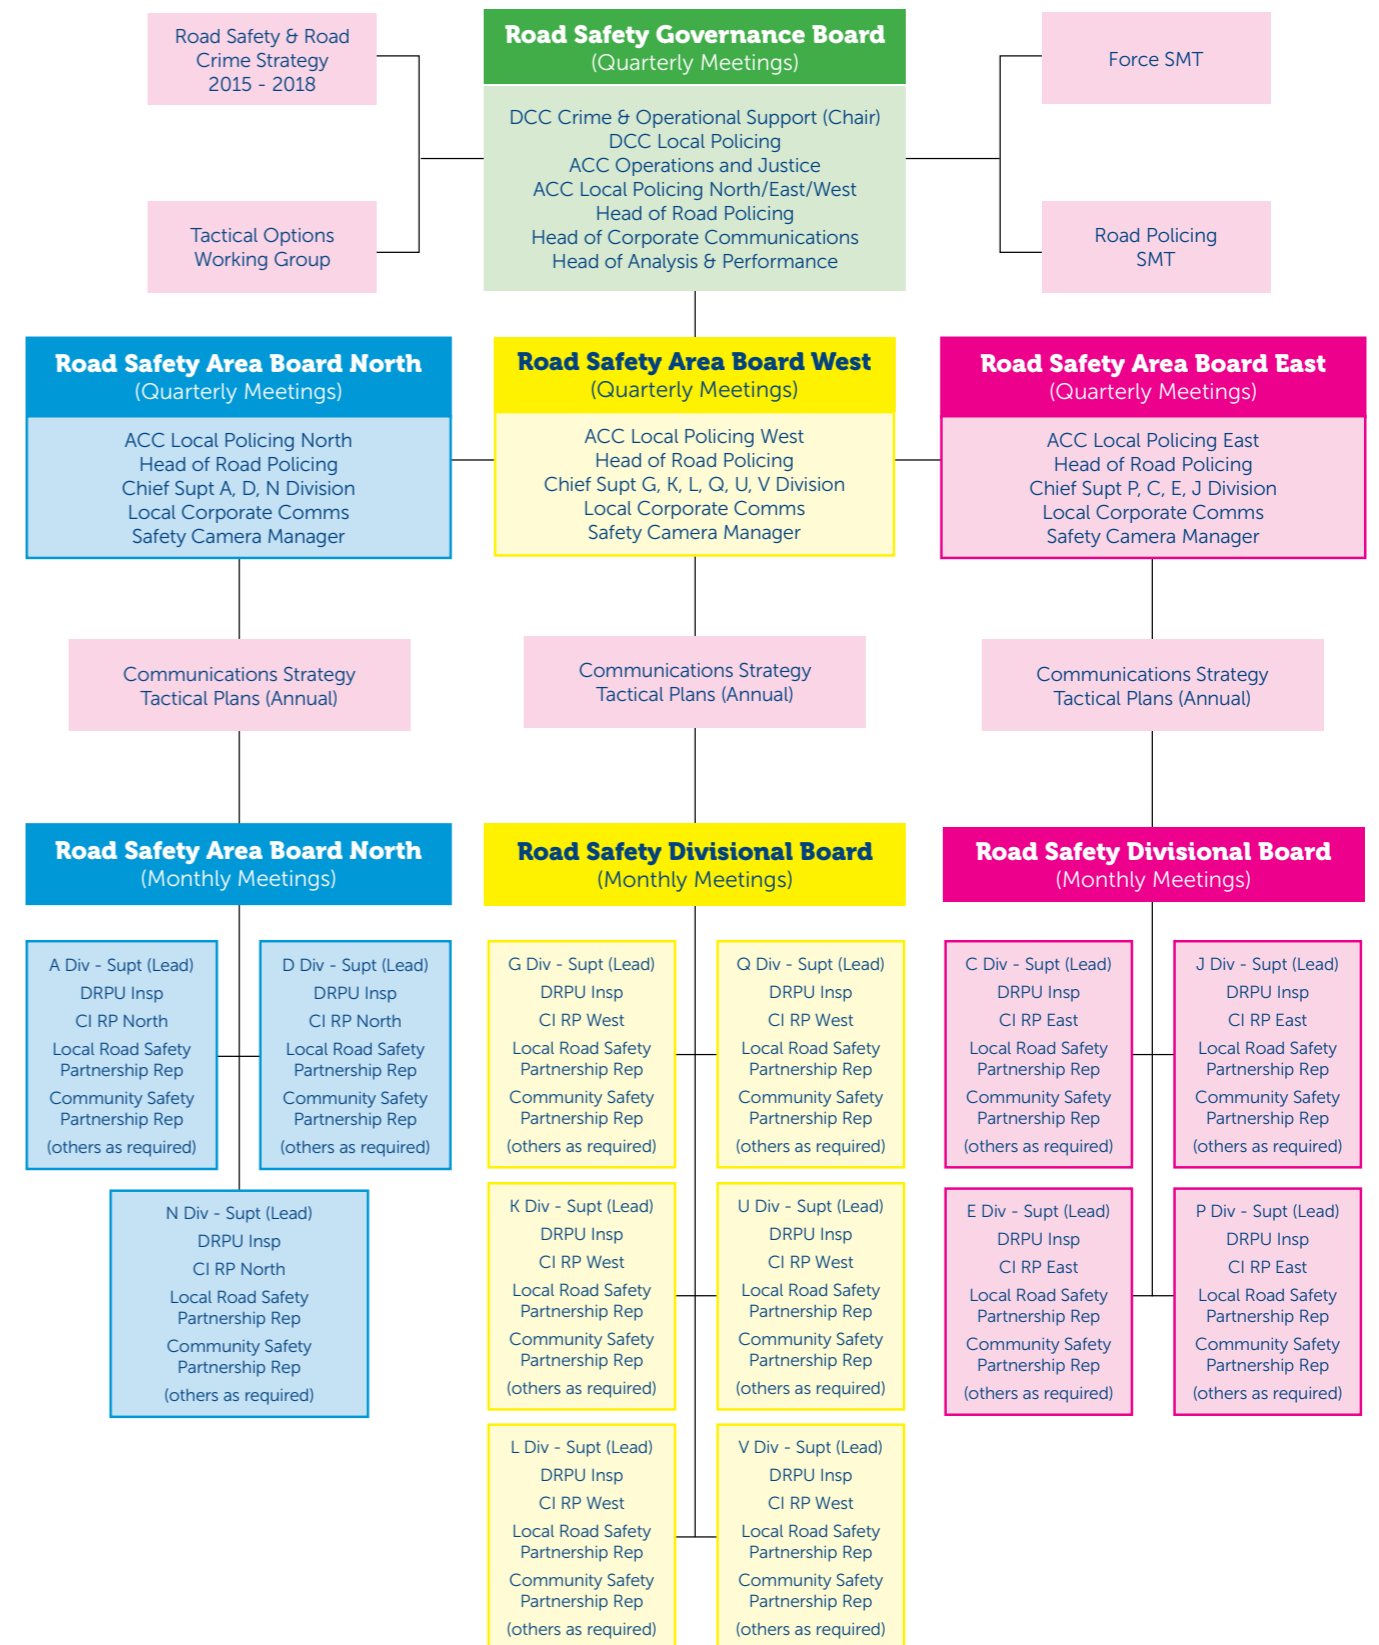 Road Safety & Road
Crime Strategy
2015 - 2018
Road Safety Governance Board
(Quarterly Meetings)
DCC Crime & Operational Support (Chair)
DCC Local Policing
ACC Operations and Justice
ACC Local Policing North/East/West
Head of Road Policing
Head of Corporate Communications
Head of Analysis & Performance
Force SMT
Tactical Options
Working Group
Road Policing
SMT
Road Safety Area Board North
(Quarterly Meetings)
ACC Local Policing North
Head of Road Policing
Chief Supt A, D, N Division
Local Corporate Comms
Safety Camera Manager
Road Safety Area Board West
(Quarterly Meetings)
ACC Local Policing West
Head of Road Policing
Chief Supt G, K, L, Q, U, V Division
Local Corporate Comms
Safety Camera Manager
Road Safety Area Board East
(Quarterly Meetings)
ACC Local Policing East
Head of Road Policing
Chief Supt P, C, E, J Division
Local Corporate Comms
Safety Camera Manager
Communications Strategy
Tactical Plans (Annual)
Communications Strategy
Tactical Plans (Annual)
Communications Strategy
Tactical Plans (Annual)
Road Safety Area Board North
(Monthly Meetings)
A Div - Supt (Lead)
DRPU Insp
CI RP North
Local Road Safety
Partnership Rep
Community Safety
Partnership Rep
(others as required)
D Div - Supt (Lead)
DRPU Insp
CI RP North
Local Road Safety
Partnership Rep
Community Safety
Partnership Rep
(others as required)
N Div - Supt (Lead)
DRPU Insp
CI RP North
Local Road Safety
Partnership Rep
Community Safety
Partnership Rep
(others as required)
Road Safety Divisional Board
(Monthly Meetings)
G Div - Supt (Lead)
DRPU Insp
CI RP West
Local Road Safety
Partnership Rep
Community Safety
Partnership Rep
(others as required)
Q Div - Supt (Lead)
DRPU Insp
CI RP West
Local Road Safety
Partnership Rep
Community Safety
Partnership Rep
(others as required)
K Div - Supt (Lead)
DRPU Insp
CI RP West
Local Road Safety
Partnership Rep
Community Safety
Partnership Rep
(others as required)
U Div - Supt (Lead)
DRPU Insp
CI RP West
Local Road Safety
Partnership Rep
Community Safety
Partnership Rep
(others as required)
L Div - Supt (Lead)
DRPU Insp
CI RP West
Local Road Safety
Partnership Rep
Community Safety
Partnership Rep
(others as required)
V Div - Supt (Lead)
DRPU Insp
CI RP West
Local Road Safety
Partnership Rep
Community Safety
Partnership Rep
(others as required)
Road Safety Divisional Board
(Monthly Meetings)
C Div - Supt (Lead)
DRPU Insp
CI RP East
Local Road Safety
Partnership Rep
Community Safety
Partnership Rep
(others as required)
J Div - Supt (Lead)
DRPU Insp
CI RP East
Local Road Safety
Partnership Rep
Community Safety
Partnership Rep
(others as required)
E Div - Supt (Lead)
DRPU Insp
CI RP East
Local Road Safety
Partnership Rep
Community Safety
Partnership Rep
(others as required)
P Div - Supt (Lead)
DRPU Insp
CI RP East
Local Road Safety
Partnership Rep
Community Safety
Partnership Rep
(others as required)